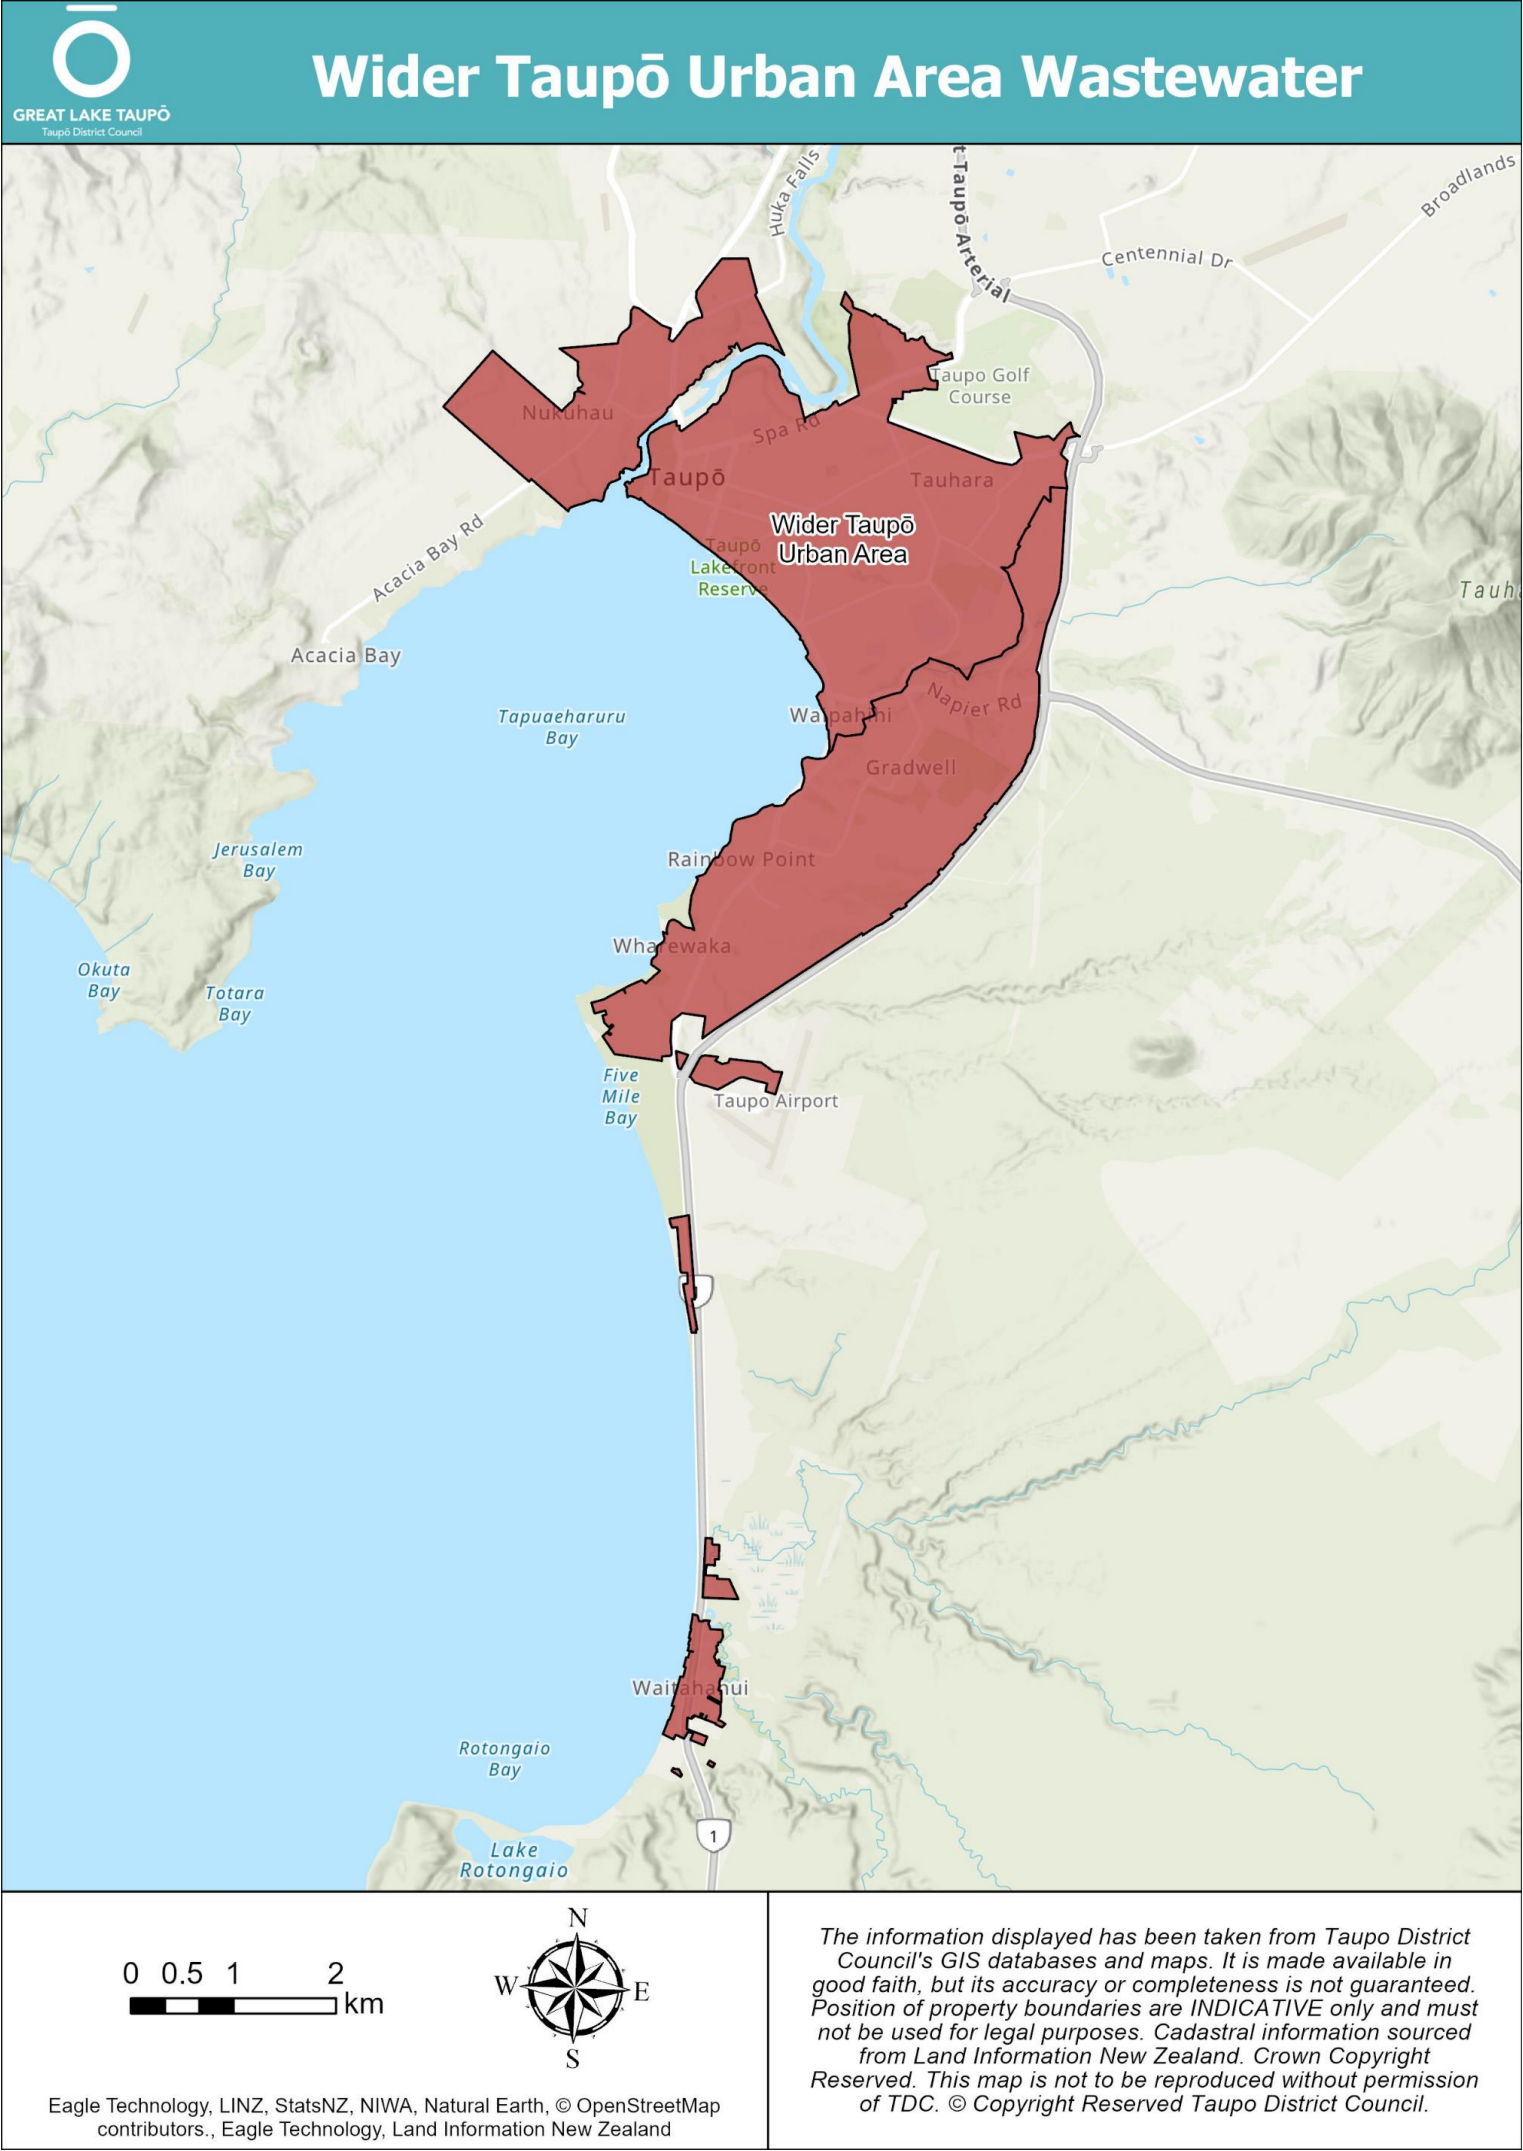 GREAT LAKE TAUPŌ
Taupō District Council
Wider Taupō Urban Area Wastewater
Huka Falls
t Taupō Arterial
Broadlands
Centennial Dr
Taupo Golf
Course
Nukuhau
Spa Rd
Taupō
Tauhara
Wider Taupō
Urban Area
Taupō
Lakefront
Reserve
Acacia Bay Rd
Tauh
Acacia Bay
Tapuaeharuru
Bay
Waipahihi
Napier Rd
Gradwell
Jerusalem
Bay
Rainbow Point
Wharewaka
Okuta
Bay
Totara
Bay
Five
Mile
Bay
Taupo Airport
Waitahanui
Rotongaio
Bay
1
Lake
Rotongaio
0 0.5 1 2
km
N
W E
S
Eagle Technology, LINZ, StatsNZ, NIWA, Natural Earth, © OpenStreetMap
contributors., Eagle Technology, Land Information New Zealand
The information displayed has been taken from Taupo District
Council's GIS databases and maps. It is made available in
good faith, but its accuracy or completeness is not guaranteed.
Position of property boundaries are INDICATIVE only and must
not be used for legal purposes. Cadastral information sourced
from Land Information New Zealand. Crown Copyright
Reserved. This map is not to be reproduced without permission
of TDC. © Copyright Reserved Taupo District Council.